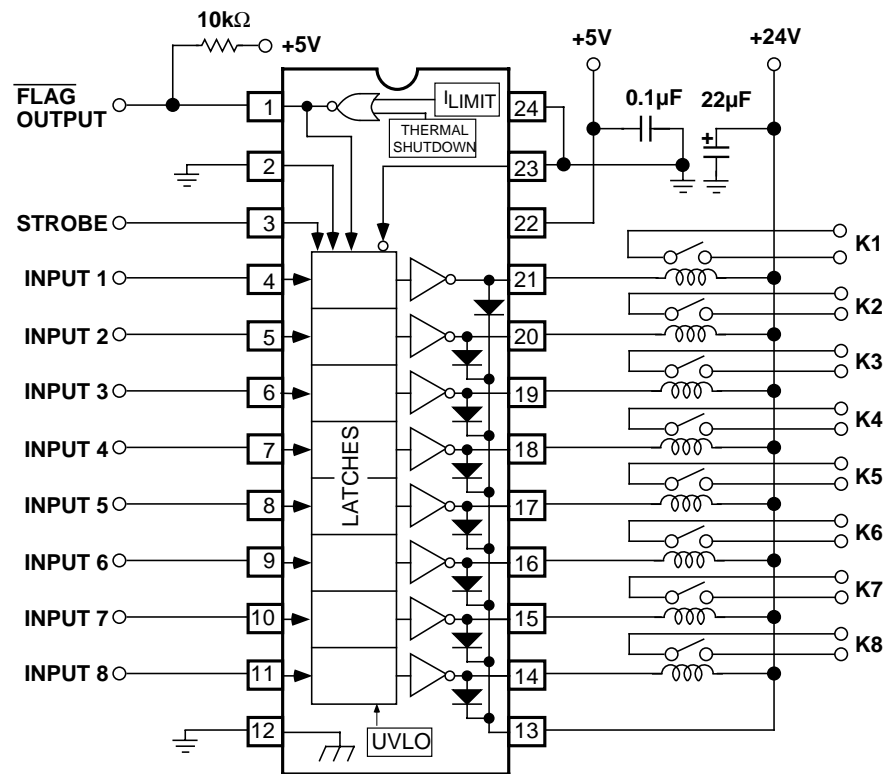 10kΩ
+5V
+5V
+24V
FLAG
OUTPUT
1
ILIMIT
THERMAL
SHUTDOWN
24
0.1µF
22µF
+
2
23
STROBE
3
22
K1
INPUT 1
4
21
K2
INPUT 2
5
20
K3
INPUT 3
6
19
K4
INPUT 4
7
LATCHES
18
K5
INPUT 5
8
17
K6
INPUT 6
9
16
K7
INPUT 7
10
15
K8
INPUT 8
11
14
12
UVLO
13